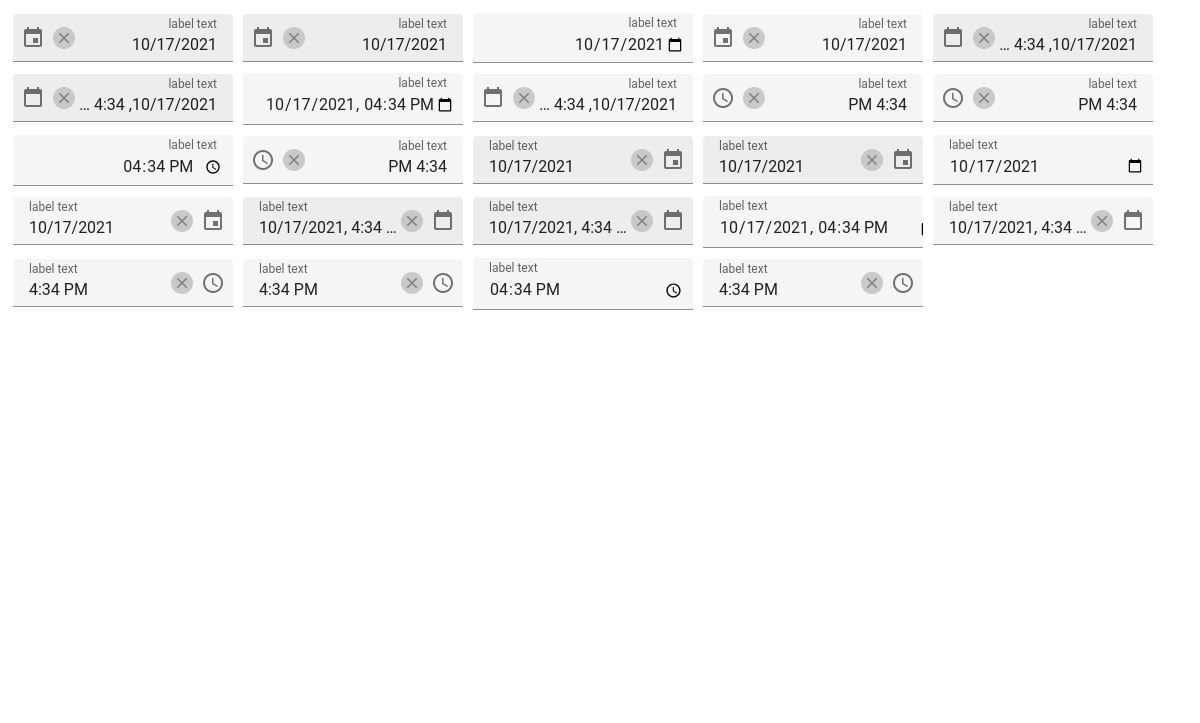 label text
10/17/2021
label text
10/17/2021
label text
10/17/2021
label text
10/17/2021
label text
... 4:34 ,10/17/2021
label text
... 4:34 ,10/17/2021
label text
10/17/2021, 04:34 PM
label text
... 4:34 ,10/17/2021
label text
PM 4:34
label text
PM 4:34
label text
04:34 PM
label text
PM 4:34
label text
10/17/2021
label text
10/17/2021
label text
10/17/2021
label text
10/17/2021
label text
10/17/2021, 4:34 ...
label text
10/17/2021, 4:34 ...
label text
10/17/2021, 04:34 PM
label text
10/17/2021, 4:34 ...
label text
4:34 PM
label text
4:34 PM
label text
04:34 PM
label text
4:34 PM